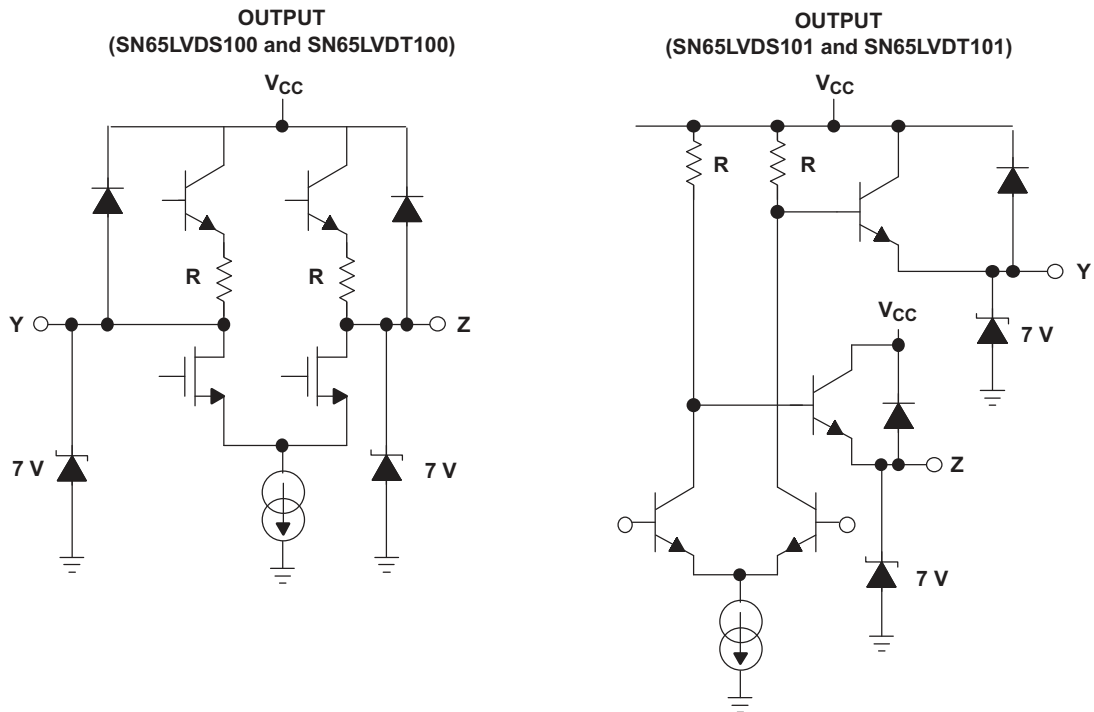 OUTPUT
(SN65LVDS100 and SN65LVDT100)
VCC
R
R
Y
Z
7 V
7 V
OUTPUT
(SN65LVDS101 and SN65LVDT101)
VCC
R
R
Y
VCC
7 V
Z
7 V